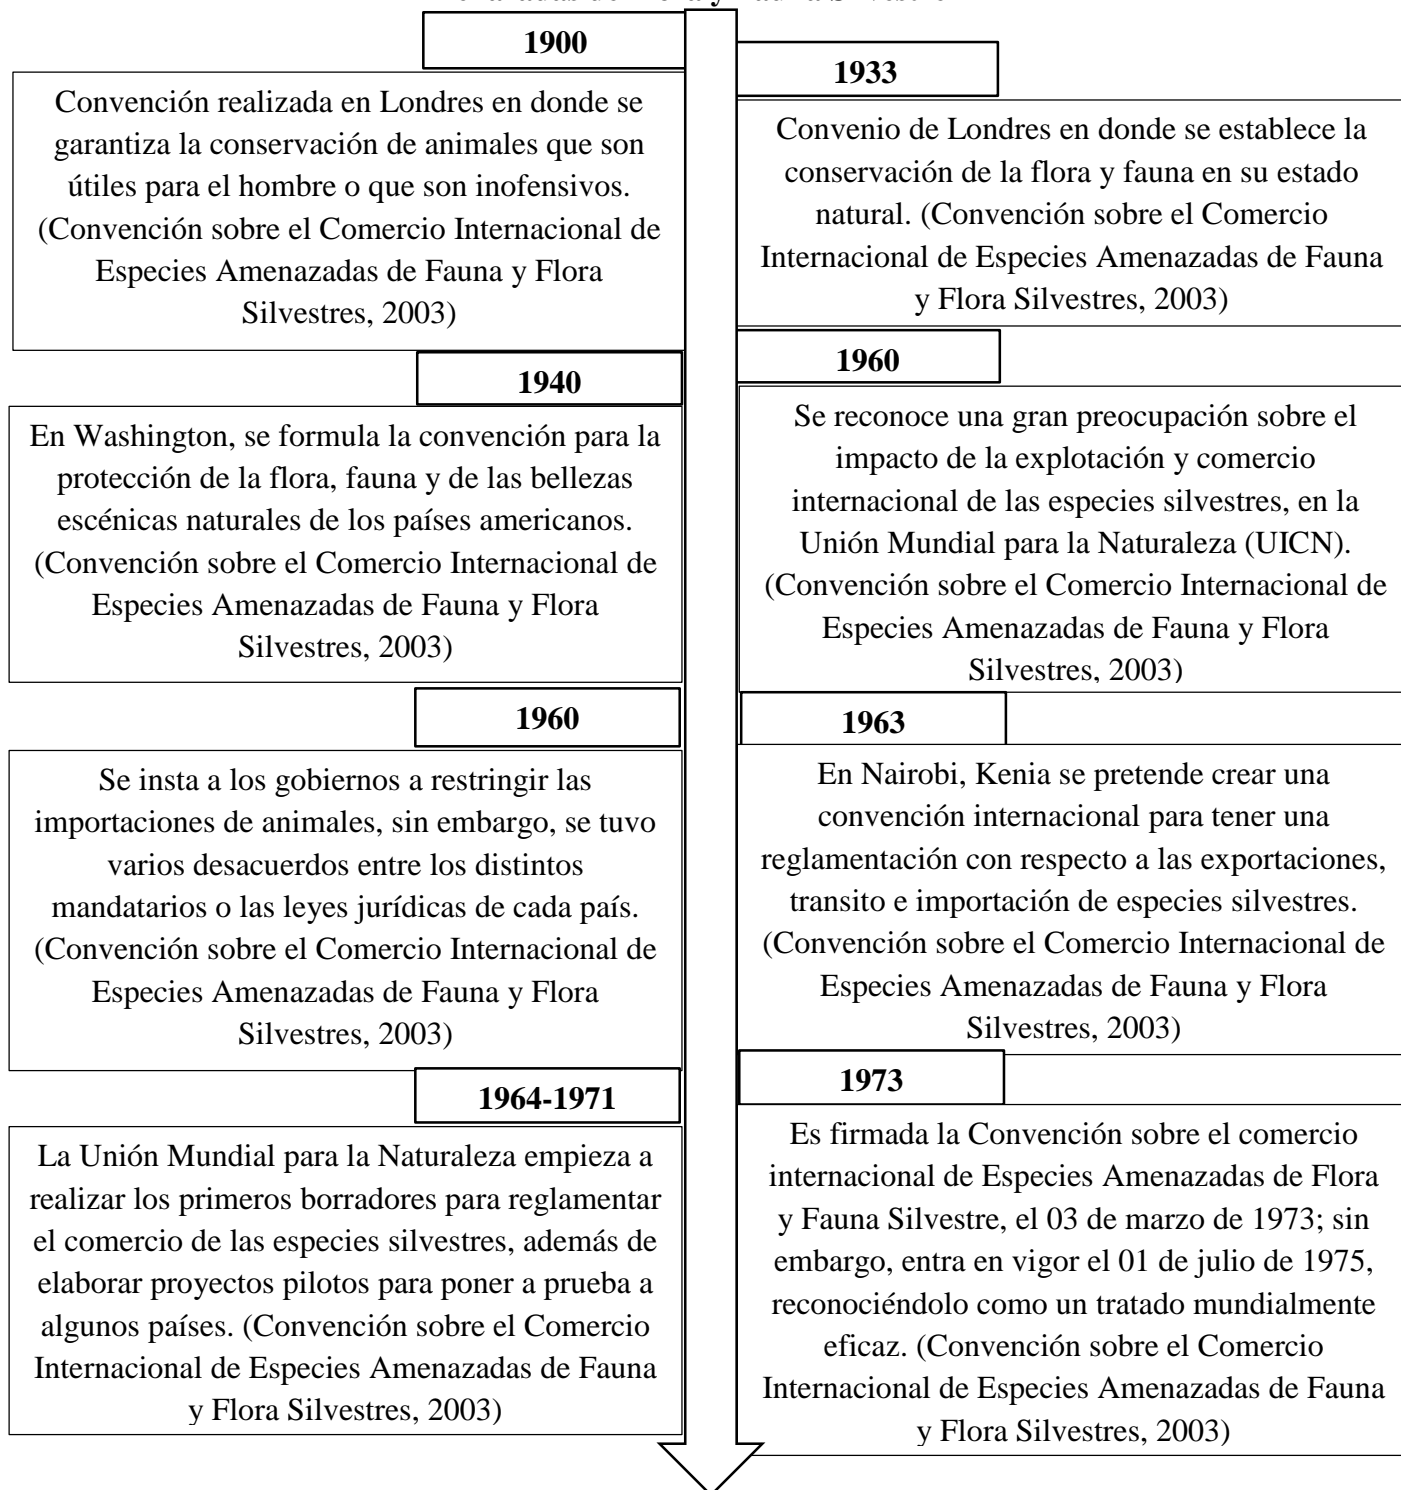 1900
Convención realizada en Londres en donde se
garantiza la conservación de animales que son
útiles para el hombre o que son inofensivos.
(Convención sobre el Comercio Internacional de
Especies Amenazadas de Fauna y Flora
Silvestres, 2003)
1933
Convenio de Londres en donde se establece la
conservación de la flora y fauna en su estado
natural. (Convención sobre el Comercio
Internacional de Especies Amenazadas de Fauna
y Flora Silvestres, 2003)
1940
En Washington, se formula la convención para la
protección de la flora, fauna y de las bellezas
escénicas naturales de los países americanos.
(Convención sobre el Comercio Internacional de
Especies Amenazadas de Fauna y Flora
Silvestres, 2003)
1960
Se reconoce una gran preocupación sobre el
impacto de la explotación y comercio
internacional de las especies silvestres, en la
Unión Mundial para la Naturaleza (UICN).
(Convención sobre el Comercio Internacional de
Especies Amenazadas de Fauna y Flora
Silvestres, 2003)
1960
Se insta a los gobiernos a restringir las
importaciones de animales, sin embargo, se tuvo
varios desacuerdos entre los distintos
mandatarios o las leyes jurídicas de cada país.
(Convención sobre el Comercio Internacional de
Especies Amenazadas de Fauna y Flora
Silvestres, 2003)
1963
En Nairobi, Kenia se pretende crear una
convención internacional para tener una
reglamentación con respecto a las exportaciones,
transito e importación de especies silvestres.
(Convención sobre el Comercio Internacional de
Especies Amenazadas de Fauna y Flora
Silvestres, 2003)
1964-1971
La Unión Mundial para la Naturaleza empieza a
realizar los primeros borradores para reglamentar
el comercio de las especies silvestres, además de
elaborar proyectos pilotos para poner a prueba a
algunos países. (Convención sobre el Comercio
Internacional de Especies Amenazadas de Fauna
y Flora Silvestres, 2003)
1973
Es firmada la Convención sobre el comercio
internacional de Especies Amenazadas de Flora
y Fauna Silvestre, el 03 de marzo de 1973; sin
embargo, entra en vigor el 01 de julio de 1975,
reconociéndolo como un tratado mundialmente
eficaz. (Convención sobre el Comercio
Internacional de Especies Amenazadas de Fauna
y Flora Silvestres, 2003)